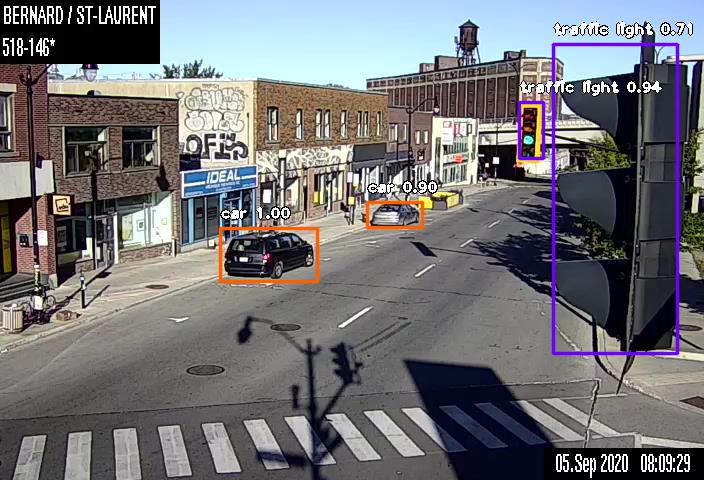 BERNARD / ST-LAURENT
518-146*
traffic light 0.71
traffic light 0.94
car 0.90
car 1.00
IDEAL
05.Sep 2020 08:09:29